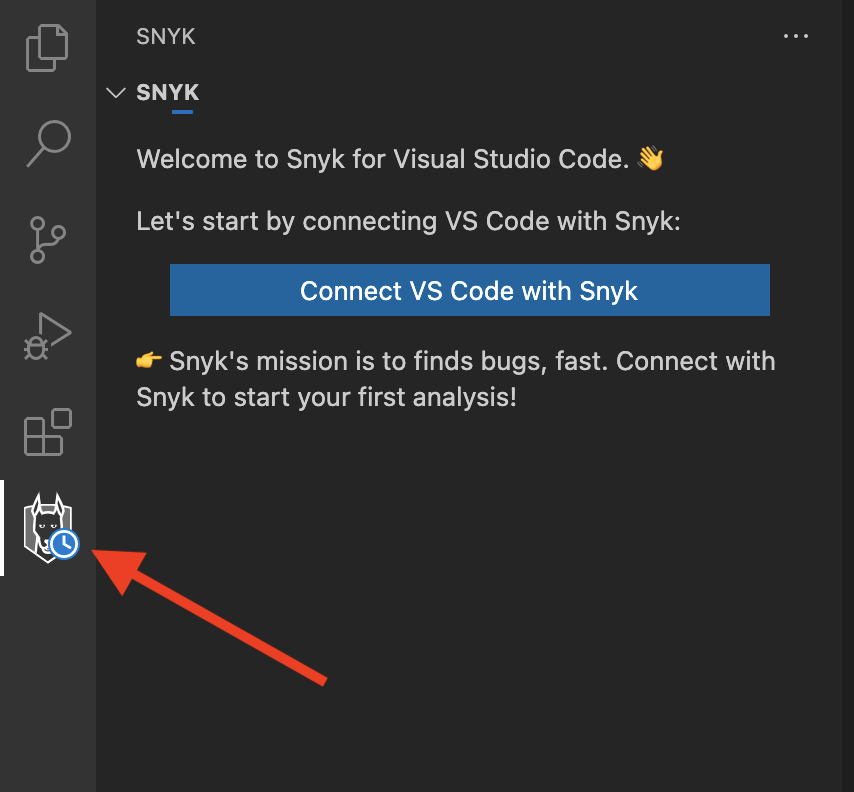 SNYK
SNYK
Welcome to Snyk for Visual Studio Code. 👋
Let's start by connecting VS Code with Snyk:
Connect VS Code with Snyk
👉 Snyk's mission is to finds bugs, fast. Connect with
Snyk to start your first analysis!